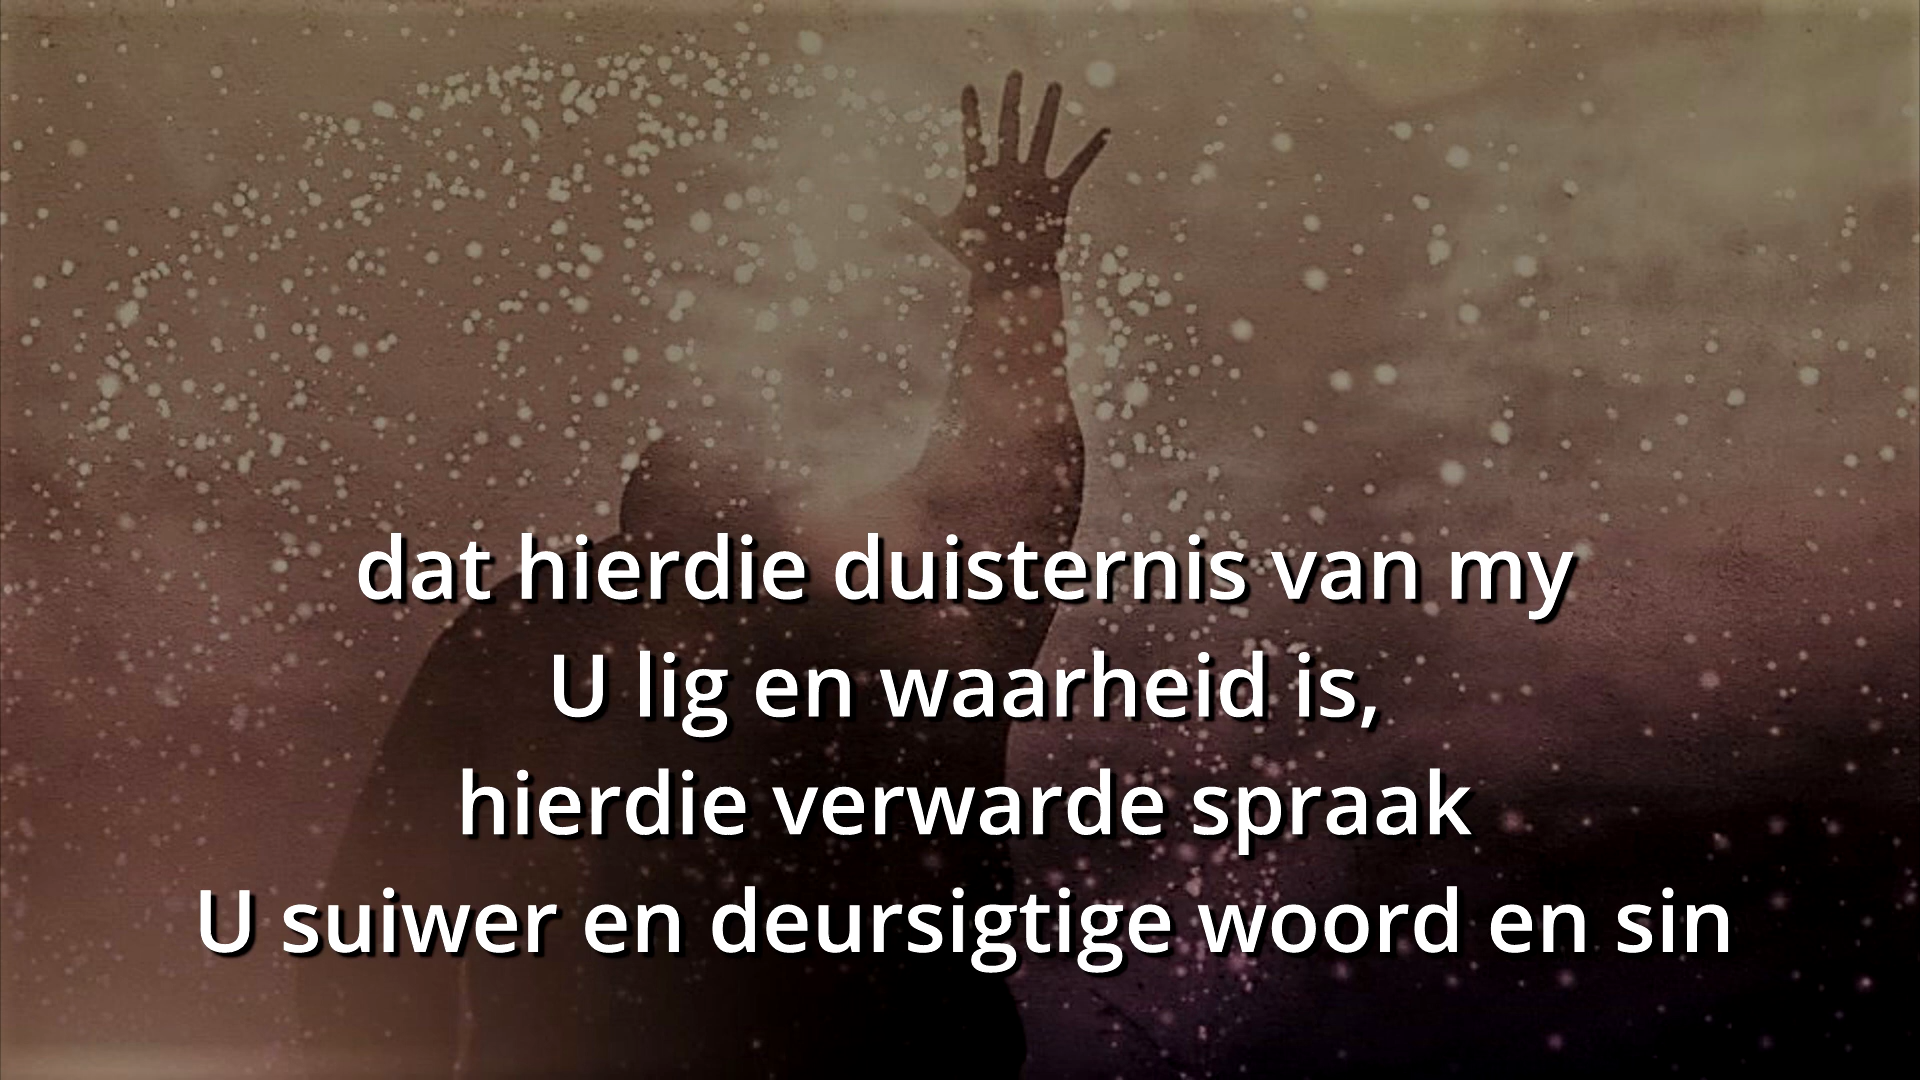 dat hierdie duisternis van my
U lig en waarheid is,
hierdie verwarde spraak
U suiwer en deursigtige woord en sin